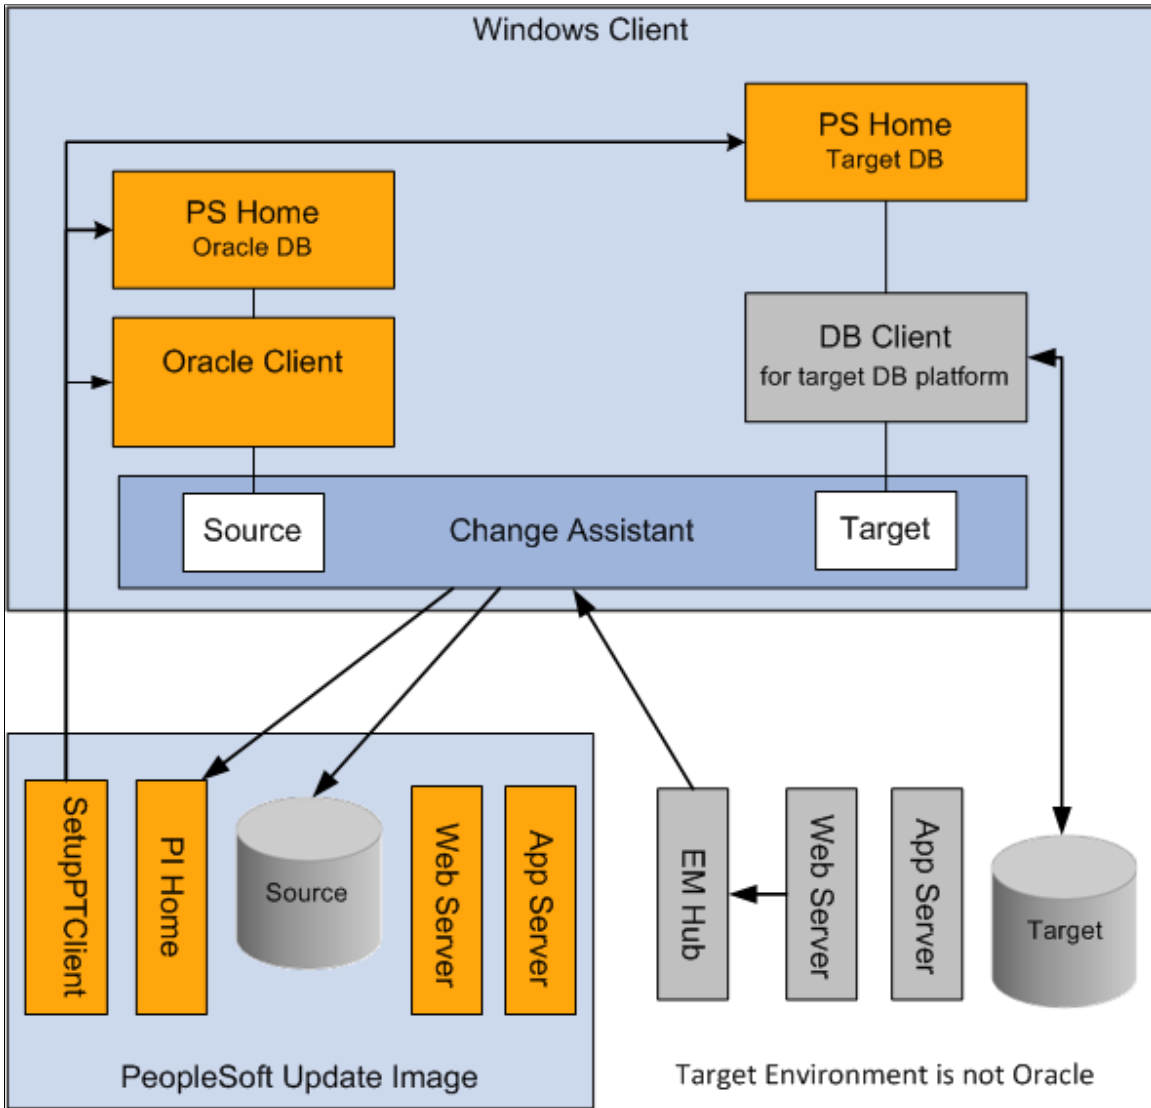 Windows Client
PS Home
Target DB
PS Home
Oracle DB
Oracle Client
DB Client
for target DB platform
Source
Change Assistant
Target
SetupPTClient
PI Home
Source
Web Server
App Server
EM Hub
Web Server
App Server
Target
PeopleSoft Update Image
Target Environment is not Oracle